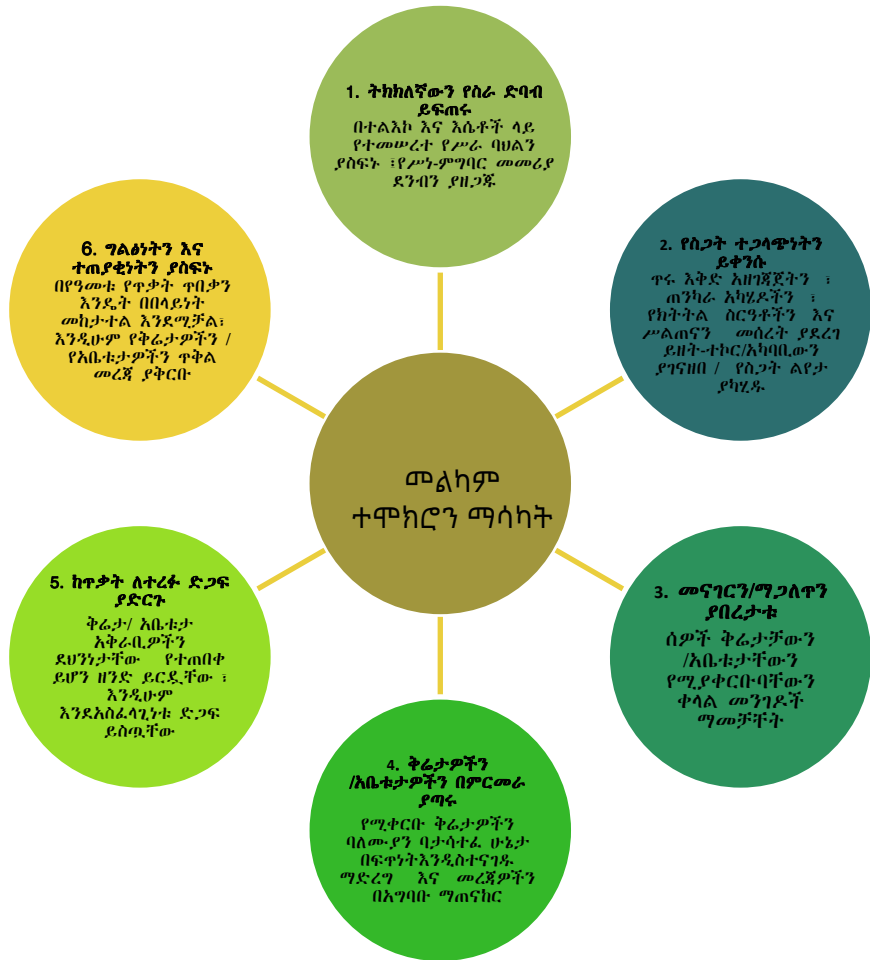 1. ትክክለኛውን የስራ ድባብ
ይፍጠሩ
በተልእኮ እና እሴቶች ላይ
የተመሠረተ የሥራ ባህልን
ያስፍኑ ፤የሥነ-ምግባር መመሪያ
ደንብን ያዘጋጁ
2. የስጋት ተጋላጭነትን
ይቀንሱ
ጥሩ እቅድ አዘገጃጀትን ፣
ጠንካራ አካሄዶችን ፣
የክትትል ስርዓቶችን እና
ሥልጠናን መሰረት ያደረገ
ይዘት-ተኮር/አካባቢውን
ያገናዘበ / የስጋት ልየታ
ያካሂዱ
3. መናገርን/ማጋለጥን
ያበረታቱ
ሰዎች ቅሬታቻውን
/አቤቱታቸውን
የሚያቀርቡባቸውን
ቀላል መንገዶች
ማመቻቸት
4. ቅሬታዎችን
/አቤቱታዎችን በምርመራ
ያጣሩ
የሚቀርቡ ቅሬታዎችን
ባለሙያን ባታሳተፈ ሁኔታ
በፍጥነትእንዲስተናገዱ
ማድረግ እና መረጃዎችን
በአግባቡ ማጠናከር
5. ከጥቃት ለተረፉ ድጋፍ
ያድርጉ
ቅሬታ/ አቤቱታ
አቅራቢዎችን
ደህንነታቸው የተጠበቀ
ይሆን ዘንድ ይርዷቸው ፤
እንዲሁም
እንደአስፈላጊነቱ ድጋፍ
ይስጧቸው
6. ግልፅነትን እና
ተጠያቂነትን ያስፍኑ
በየዓመቱ የጥቃት ጥበቃን
እንዴት በበላይነት
መከታተል እንደሚቻል፣
እንዲሁም የቅሬታዎችን /
የአቤቱታዎችን ጥቅል
መረጃ ያቅርቡ
መልካም
ተሞክሮን ማሳካት